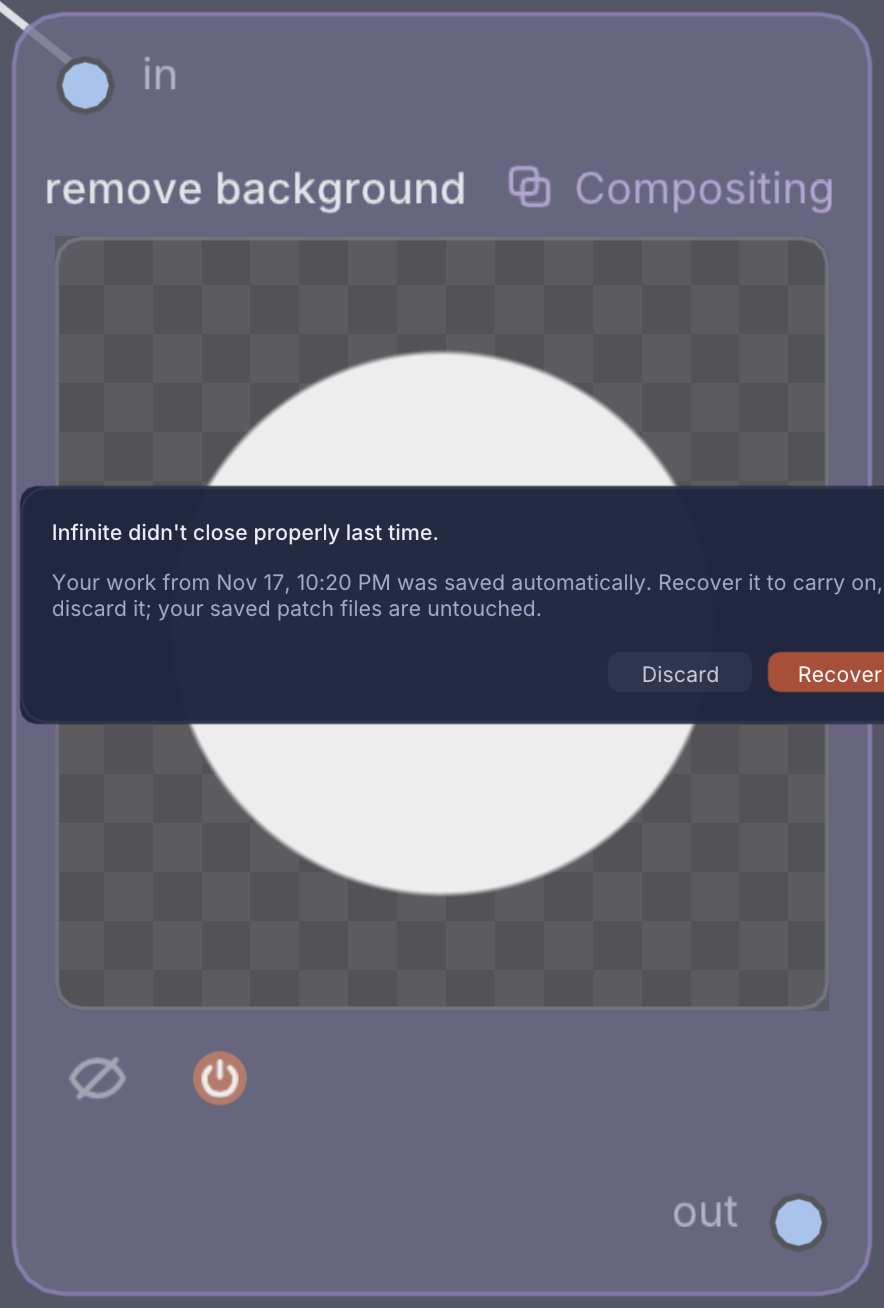 in
remove background Compositing
Infinite didn't close properly last time.
Your work from Nov 17, 10:20 PM was saved automatically. Recover it to carry on,
discard it; your saved patch files are untouched.
Discard Recover
out